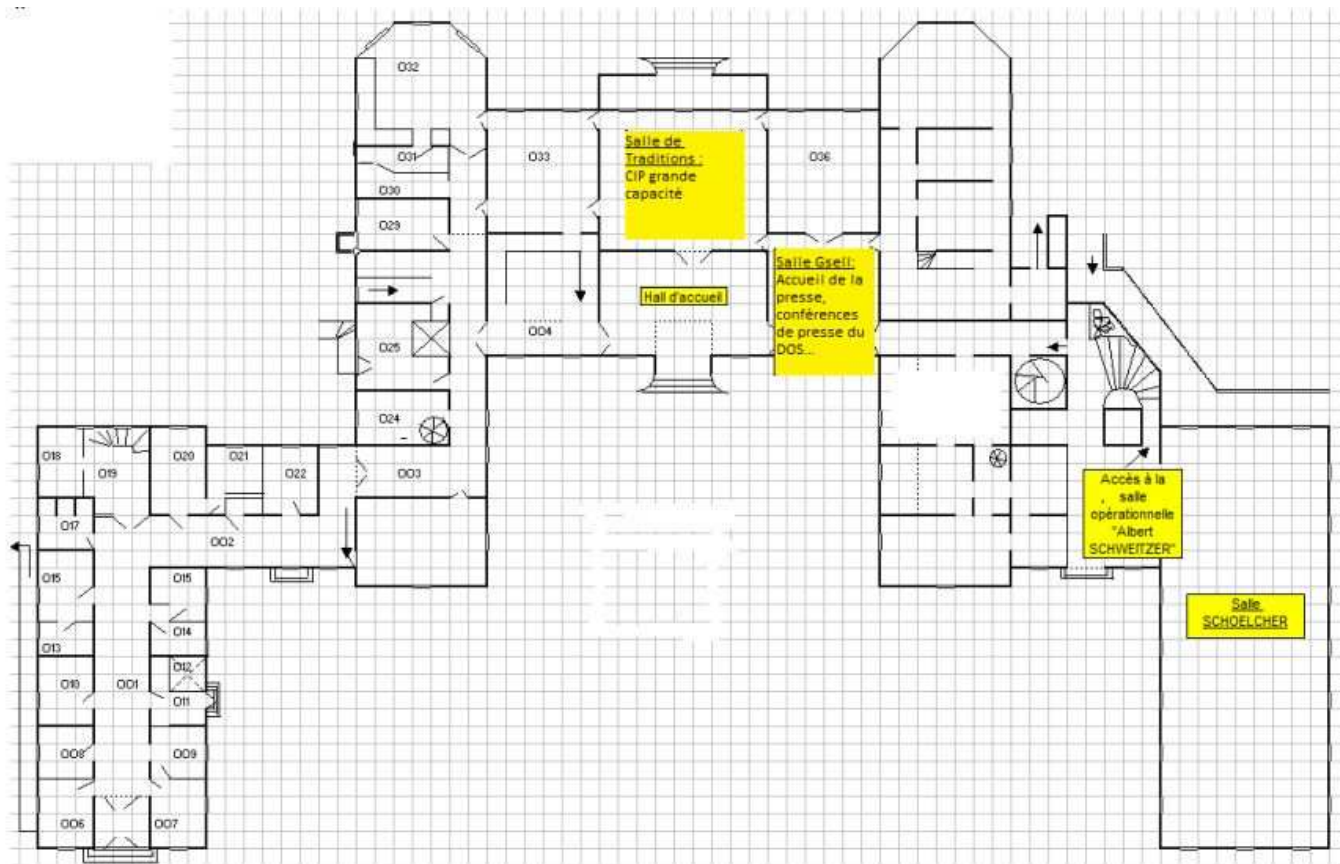 O32
Salle de
Traditions :
CIP grande
capacité
O31
O33
O36
O30
O29
Salle Gsell:
Accueil de la
presse,
conférences
de presse du
DOS...
Hall d'accueil
OO4
O25
O24
O18
O19
O20
O21
O22
OO3
Accès à la
salle
opérationnelle
"Albert
SCHWEITZER"
O17
OO2
O15
O15
Salle
SCHOELCHER
O14
O13
O12
O10
OO1
O11
OO8
OO9
OO6
OO7